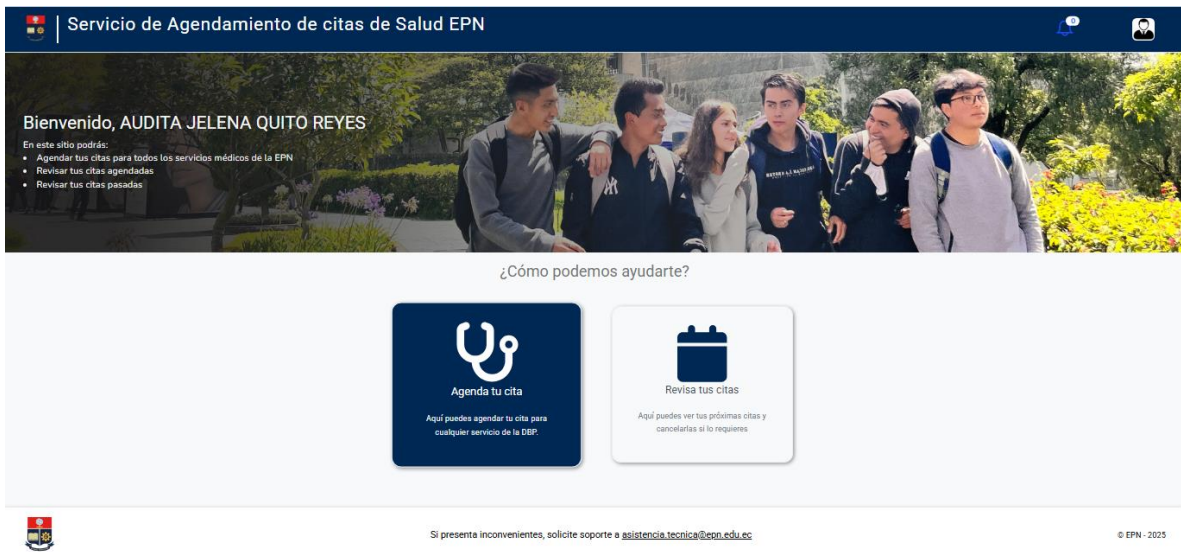 Servicio de Agendamiento de citas de Salud EPN
0
Bienvenido, AUDITA JELENA QUITO REYES
En este sitio podrás:
• Agendar tus citas para todos los servicios médicos de la EPN
• Revisar tus citas agendadas
• Revisar tus citas pasadas
¿Cómo podemos ayudarte?
Agenda tu cita
Aquí puedes agendar tu cita para
cualquier servicio de la DBP.
Revisa tus citas
Aquí puedes ver tus próximas citas y
cancelarlas si lo requieres
Si presenta inconvenientes, solicite soporte a asistencia.tecnica@epn.edu.ec
© EPN - 2025